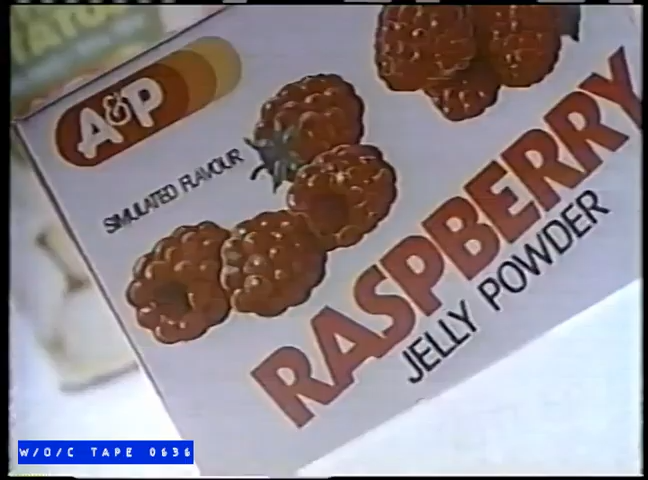 A&P
SIMULATED FLAVOUR
RASPBERRY
JELLY POWDER
W/O/C TAPE 0636